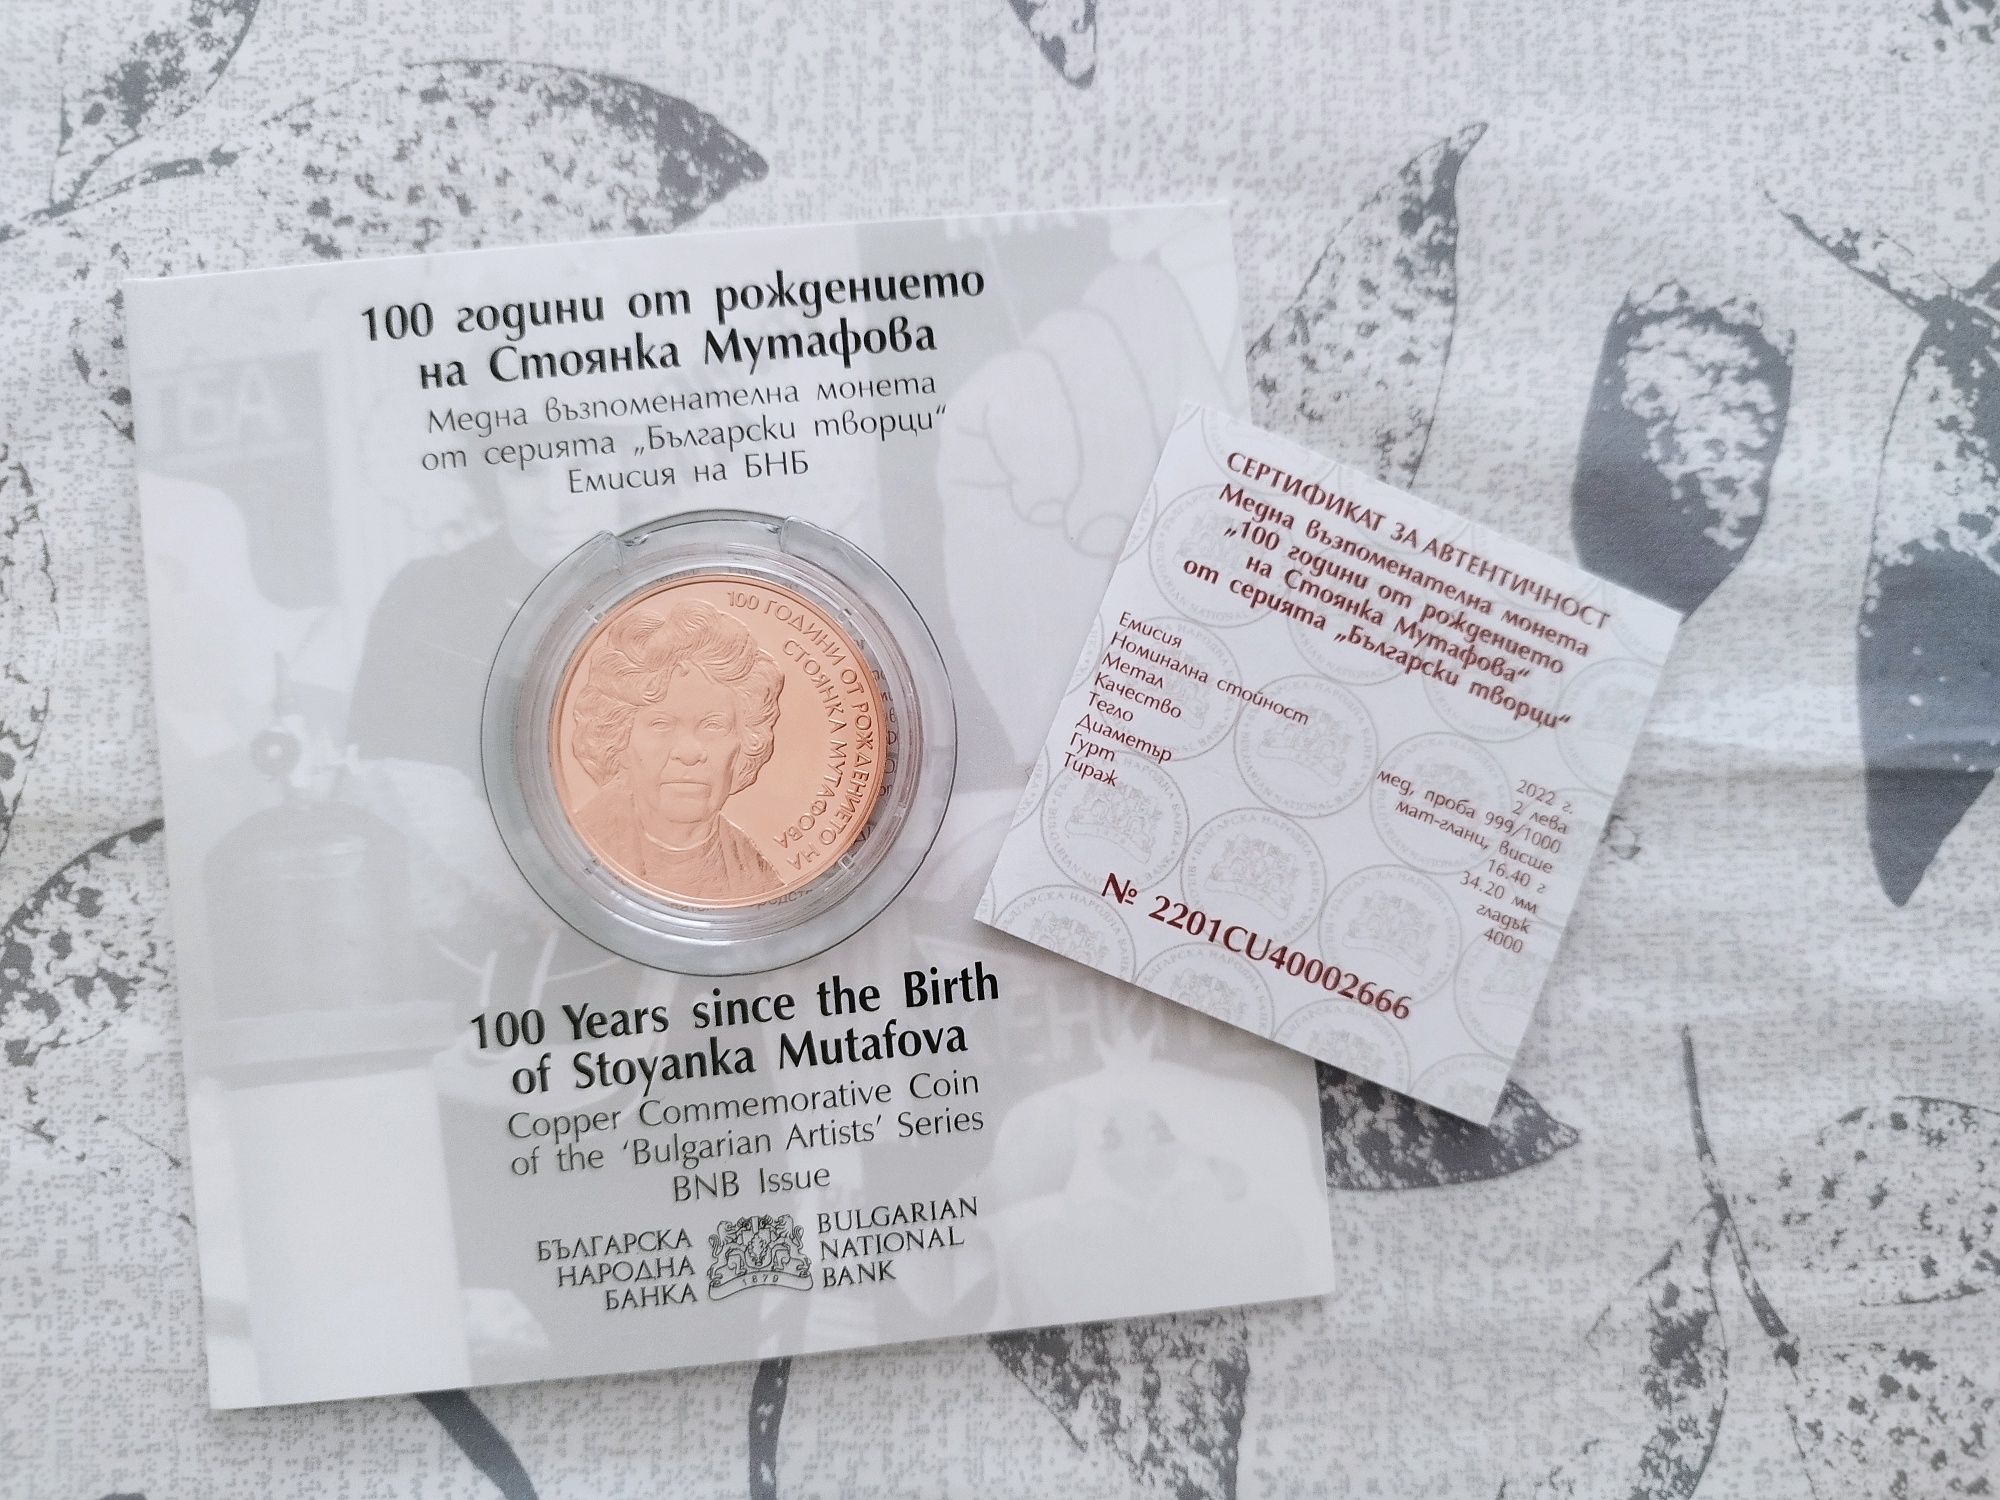 100 години от рождението
на Стоянка Мутафова
Медна възпоменателна монета
от серията „Български творци“
Емисия на БНБ
100 ГОДИНИ ОТ РОЖДЕНИЕТО НА
СТОЯНКА МУТАФОВА
100 Years since the Birth
of Stoyanka Mutafova
Copper Commemorative Coin
of the ‘Bulgarian Artists’ Series
BNB Issue
БЪЛГАРСКА
НАРОДНА
БАНКА
1879
BULGARIAN
NATIONAL
BANK
СЕРТИФИКАТ ЗА АВТЕНТИЧНОСТ
Медна възпоменателна монета
„100 години от рождението
на Стоянка Мутафова“
от серията „Български творци“
Емисия 2022 г.
Номинална стойност 2 лева
Метал мед, проба 999/1000
Качество мат-гланц, висше
Тегло 16.40 г
Диаметър 34.20 мм
Гурт гладък
Тираж 4000
№ 2201CU40002666